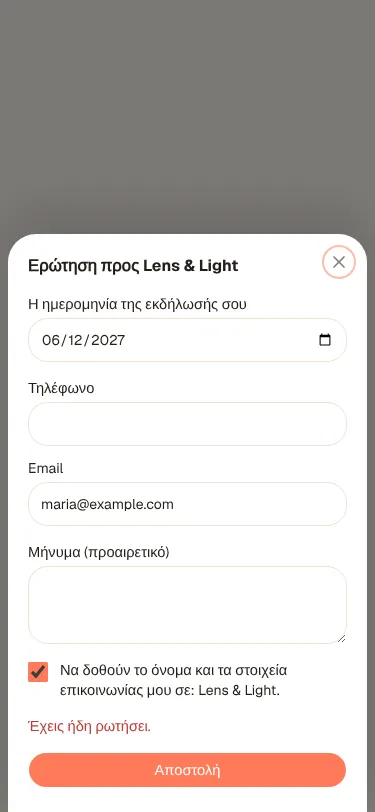 Ερώτηση προς Lens & Light
Η ημερομηνία της εκδήλωσής σου
06/12/2027
Τηλέφωνο
Email
maria@example.com
Μήνυμα (προαιρετικό)
Να δοθούν το όνομα και τα στοιχεία
επικοινωνίας μου σε: Lens & Light.
Έχεις ήδη ρωτήσει.
Αποστολή